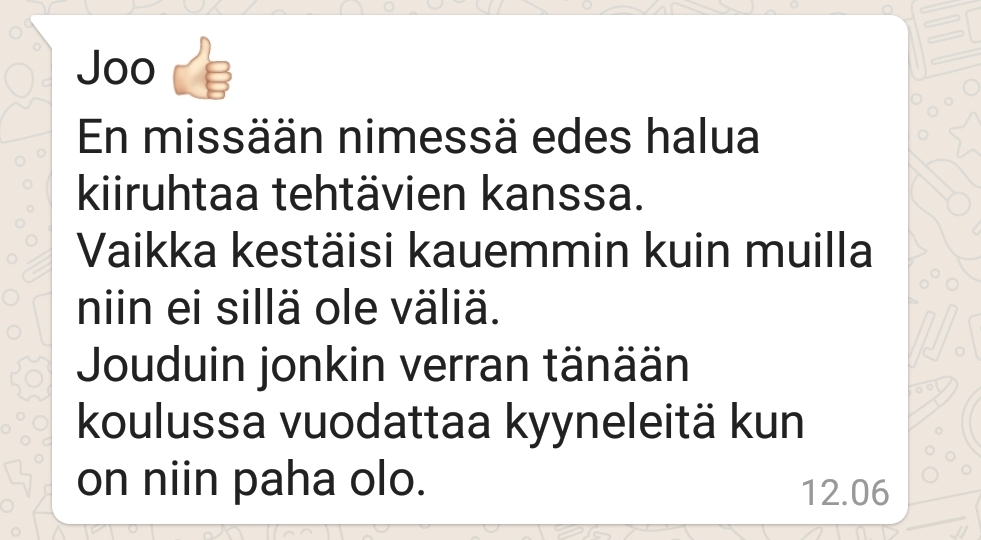 Joo 👍🏻
En missään nimessä edes halua
kiiruhtaa tehtävien kanssa.
Vaikka kestäisi kauemmin kuin muilla
niin ei sillä ole väliä.
Jouduin jonkin verran tänään
koulussa vuodattaa kyyneleitä kun
on niin paha olo.
12.06